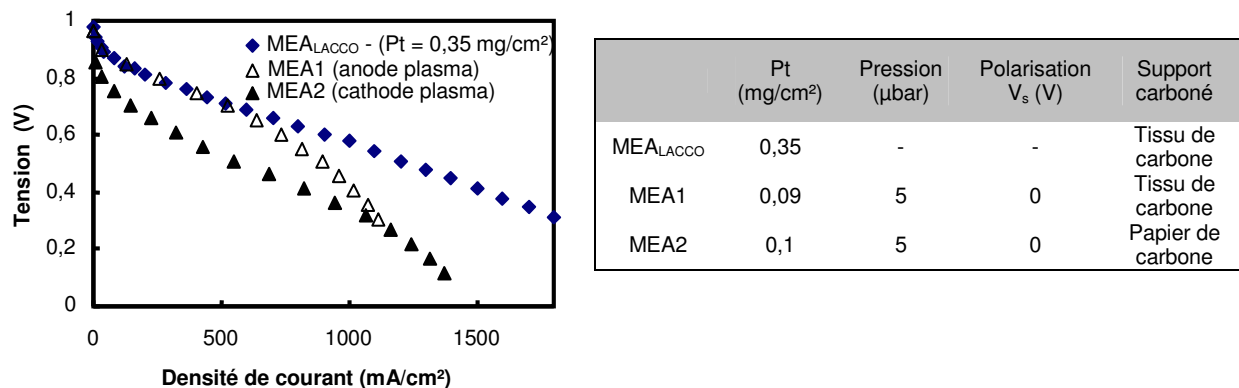 1
0,8
0,6
0,4
0,2
0
Tension (V)
MEALACCO - (Pt = 0,35 mg/cm²)
MEA1 (anode plasma)
MEA2 (cathode plasma)
0 500 1000 1500
Densité de courant (mA/cm²)
Pt Pression Polarisation Support
(mg/cm²) (µbar) Vs (V) carboné
MEALACCO 0,35 - - Tissu de carbone
MEA1 0,09 5 0 Tissu de carbone
MEA2 0,1 5 0 Papier de carbone